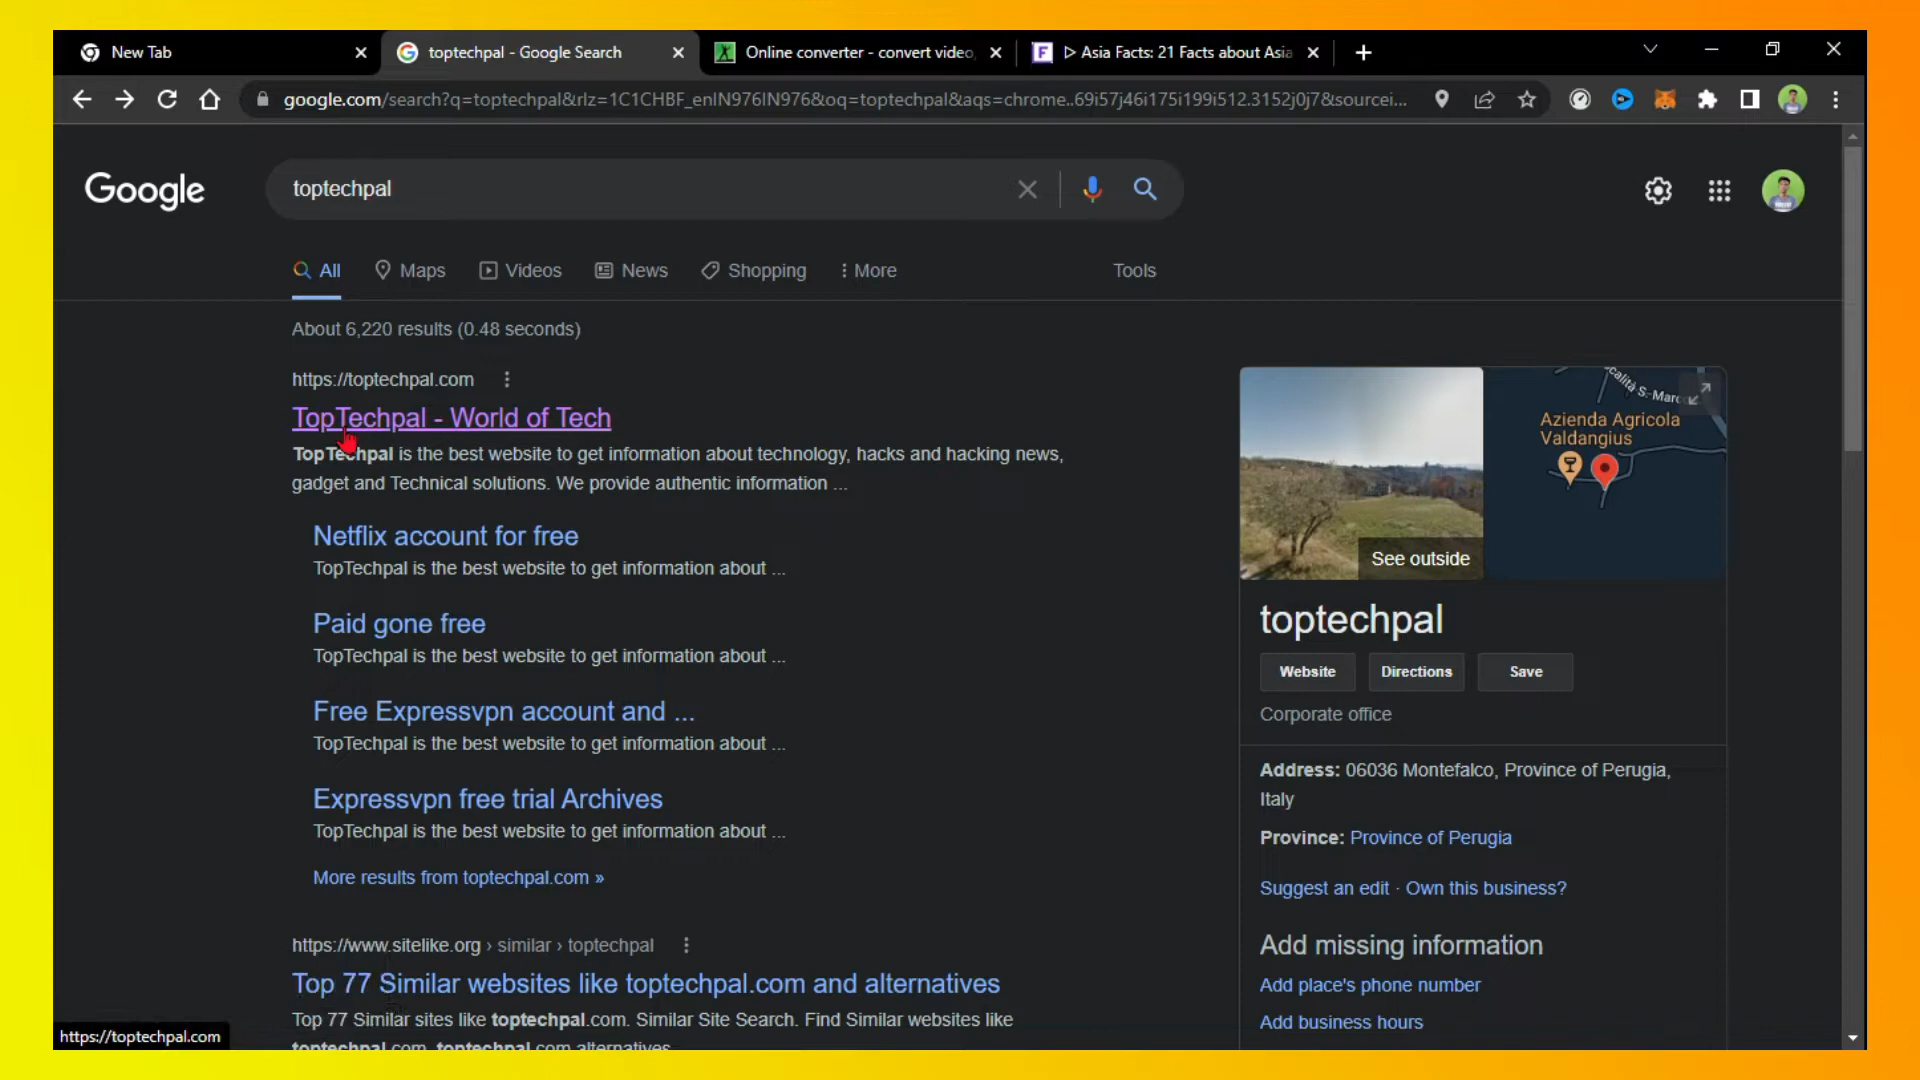 New Tab
toptechpal - Google Search
Online converter - convert video,
▷ Asia Facts: 21 Facts about Asia
google.com/search?q=toptechpal&rlz=1C1CHBF_enIN976IN976&oq=toptechpal&aqs=chrome..69i57j46i175i199i512.3152j0j7&sourcei...
Google
toptechpal
All
Maps
Videos
News
Shopping
More
Tools
About 6,220 results (0.48 seconds)
https://toptechpal.com
TopTechpal - World of Tech
TopTechpal is the best website to get information about technology, hacks and hacking news,
gadget and Technical solutions. We provide authentic information ...
Netflix account for free
TopTechpal is the best website to get information about ...
Paid gone free
TopTechpal is the best website to get information about ...
Free Expressvpn account and ...
TopTechpal is the best website to get information about ...
Expressvpn free trial Archives
TopTechpal is the best website to get information about ...
More results from toptechpal.com »
https://www.sitelike.org › similar › toptechpal
Top 77 Similar websites like toptechpal.com and alternatives
Top 77 Similar sites like toptechpal.com. Similar Site Search. Find Similar websites like
toptechpal.com. toptechpal.com alternatives.
https://toptechpal.com
calità S. Marc
Azienda Agricola
Valdangius
See outside
toptechpal
Website
Directions
Save
Corporate office
Address: 06036 Montefalco, Province of Perugia,
Italy
Province: Province of Perugia
Suggest an edit · Own this business?
Add missing information
Add place's phone number
Add business hours